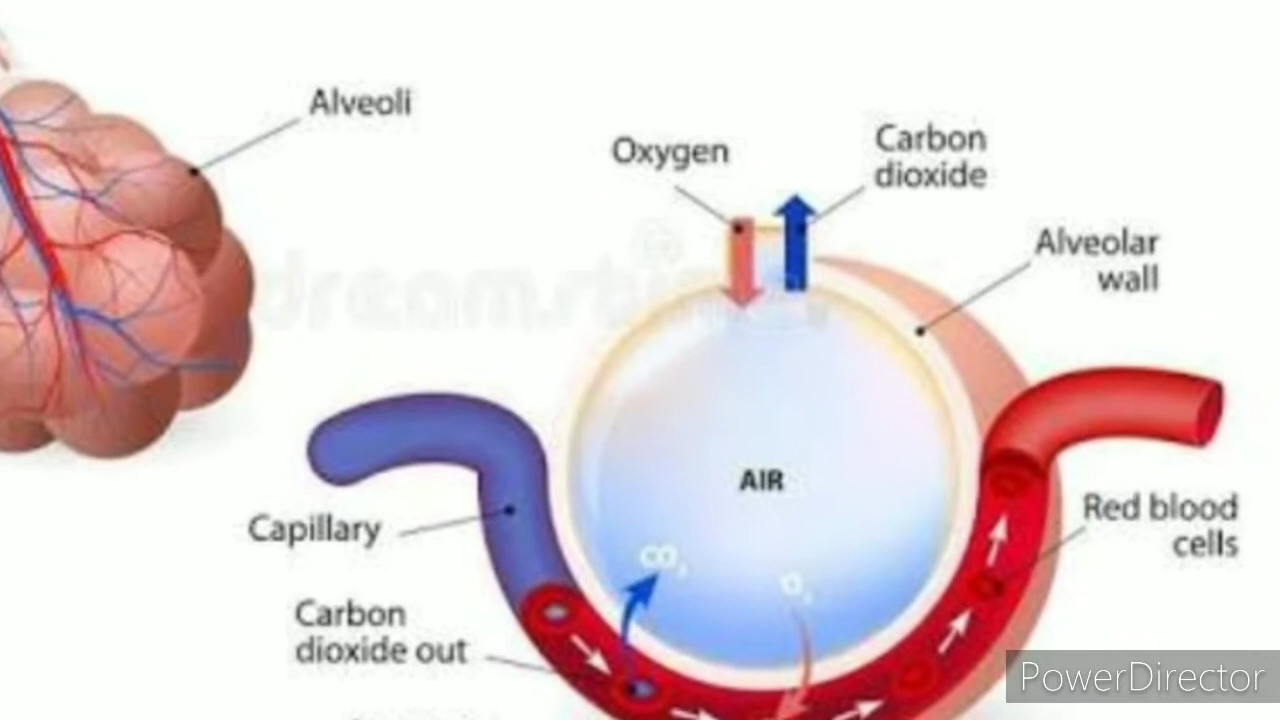 Alveoli
Oxygen
Carbon
dioxide
Alveolar
wall
dreamstime
AIR
Capillary
CO₂
O₂
Red blood
cells
Carbon
dioxide out
PowerDirector